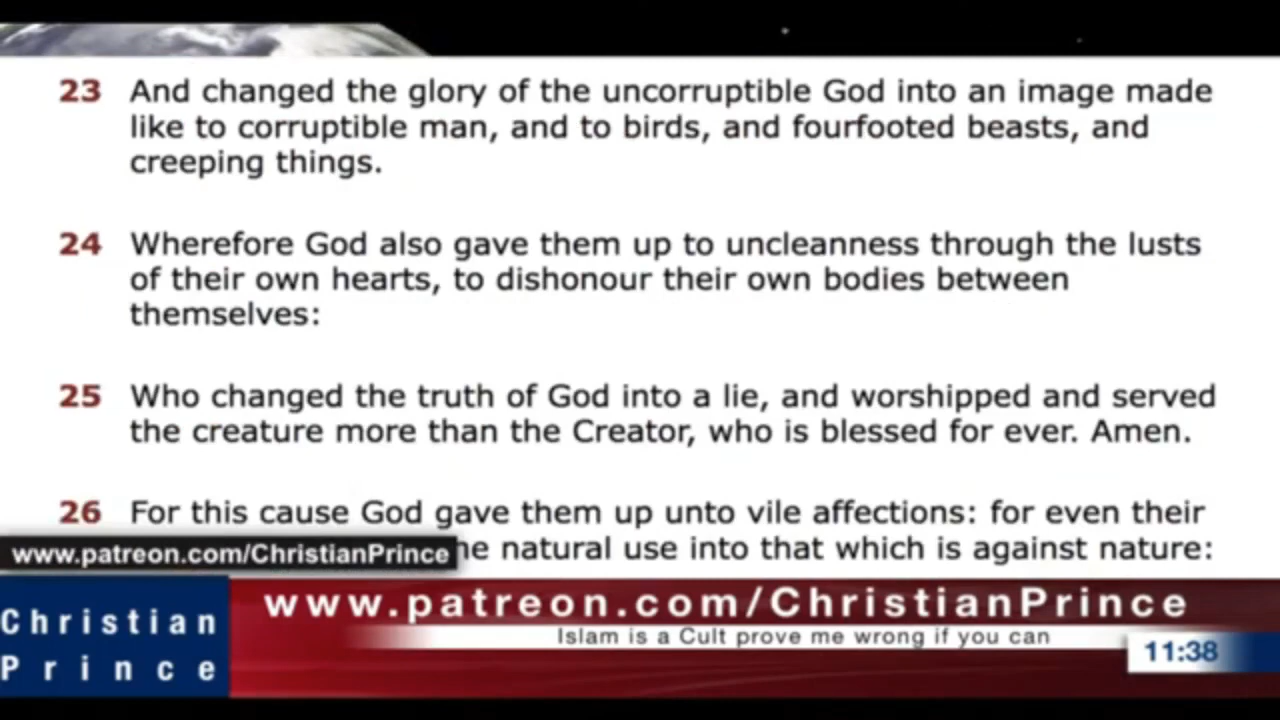 23 And changed the glory of the uncorruptible God into an image made
like to corruptible man, and to birds, and fourfooted beasts, and
creeping things.
24 Wherefore God also gave them up to uncleanness through the lusts
of their own hearts, to dishonour their own bodies between
themselves:
25 Who changed the truth of God into a lie, and worshipped and served
the creature more than the Creator, who is blessed for ever. Amen.
26 For this cause God gave them up unto vile affections: for even their
natural use into that which is against nature:
www.patreon.com/ChristianPrince
Christian
Prince
www.patreon.com/ChristianPrince
Islam is a Cult prove me wrong if you can
11:38